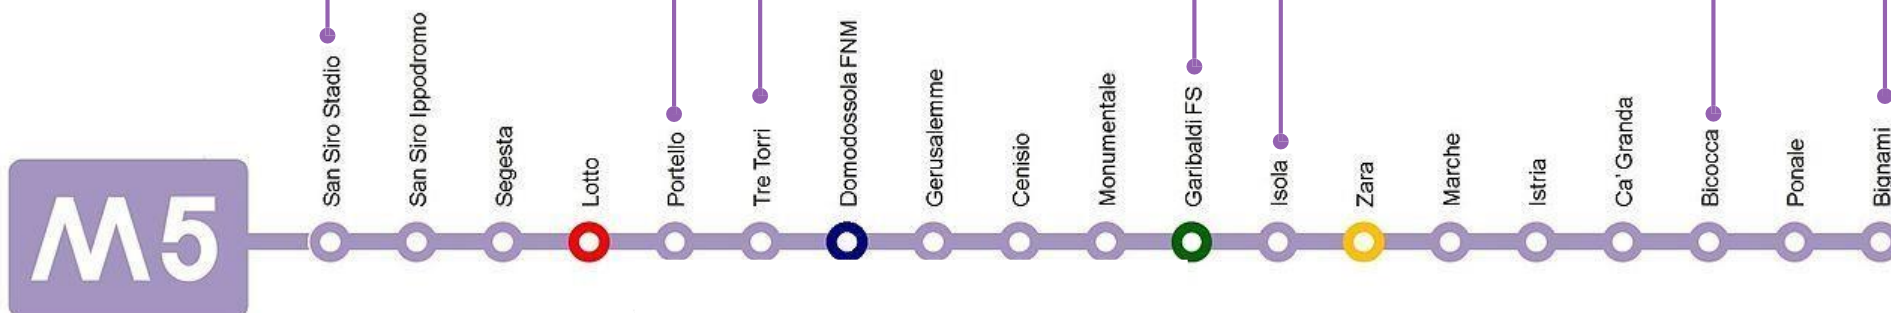 M5
San Siro Stadio
San Siro Ippodromo
Segesta
Lotto
Portello
Tre Torri
Domodossola FNM
Gerusalemme
Cenisio
Monumentale
Garibaldi FS
Isola
Zara
Marche
Istria
Ca' Granda
Bicocca
Ponale
Bignami